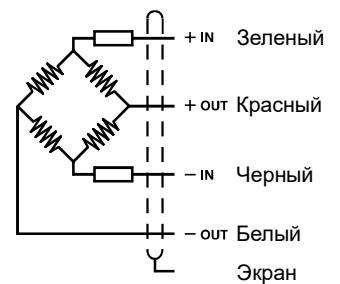 + IN Зеленый
+ OUT Красный
− IN Черный
− OUT Белый
Экран